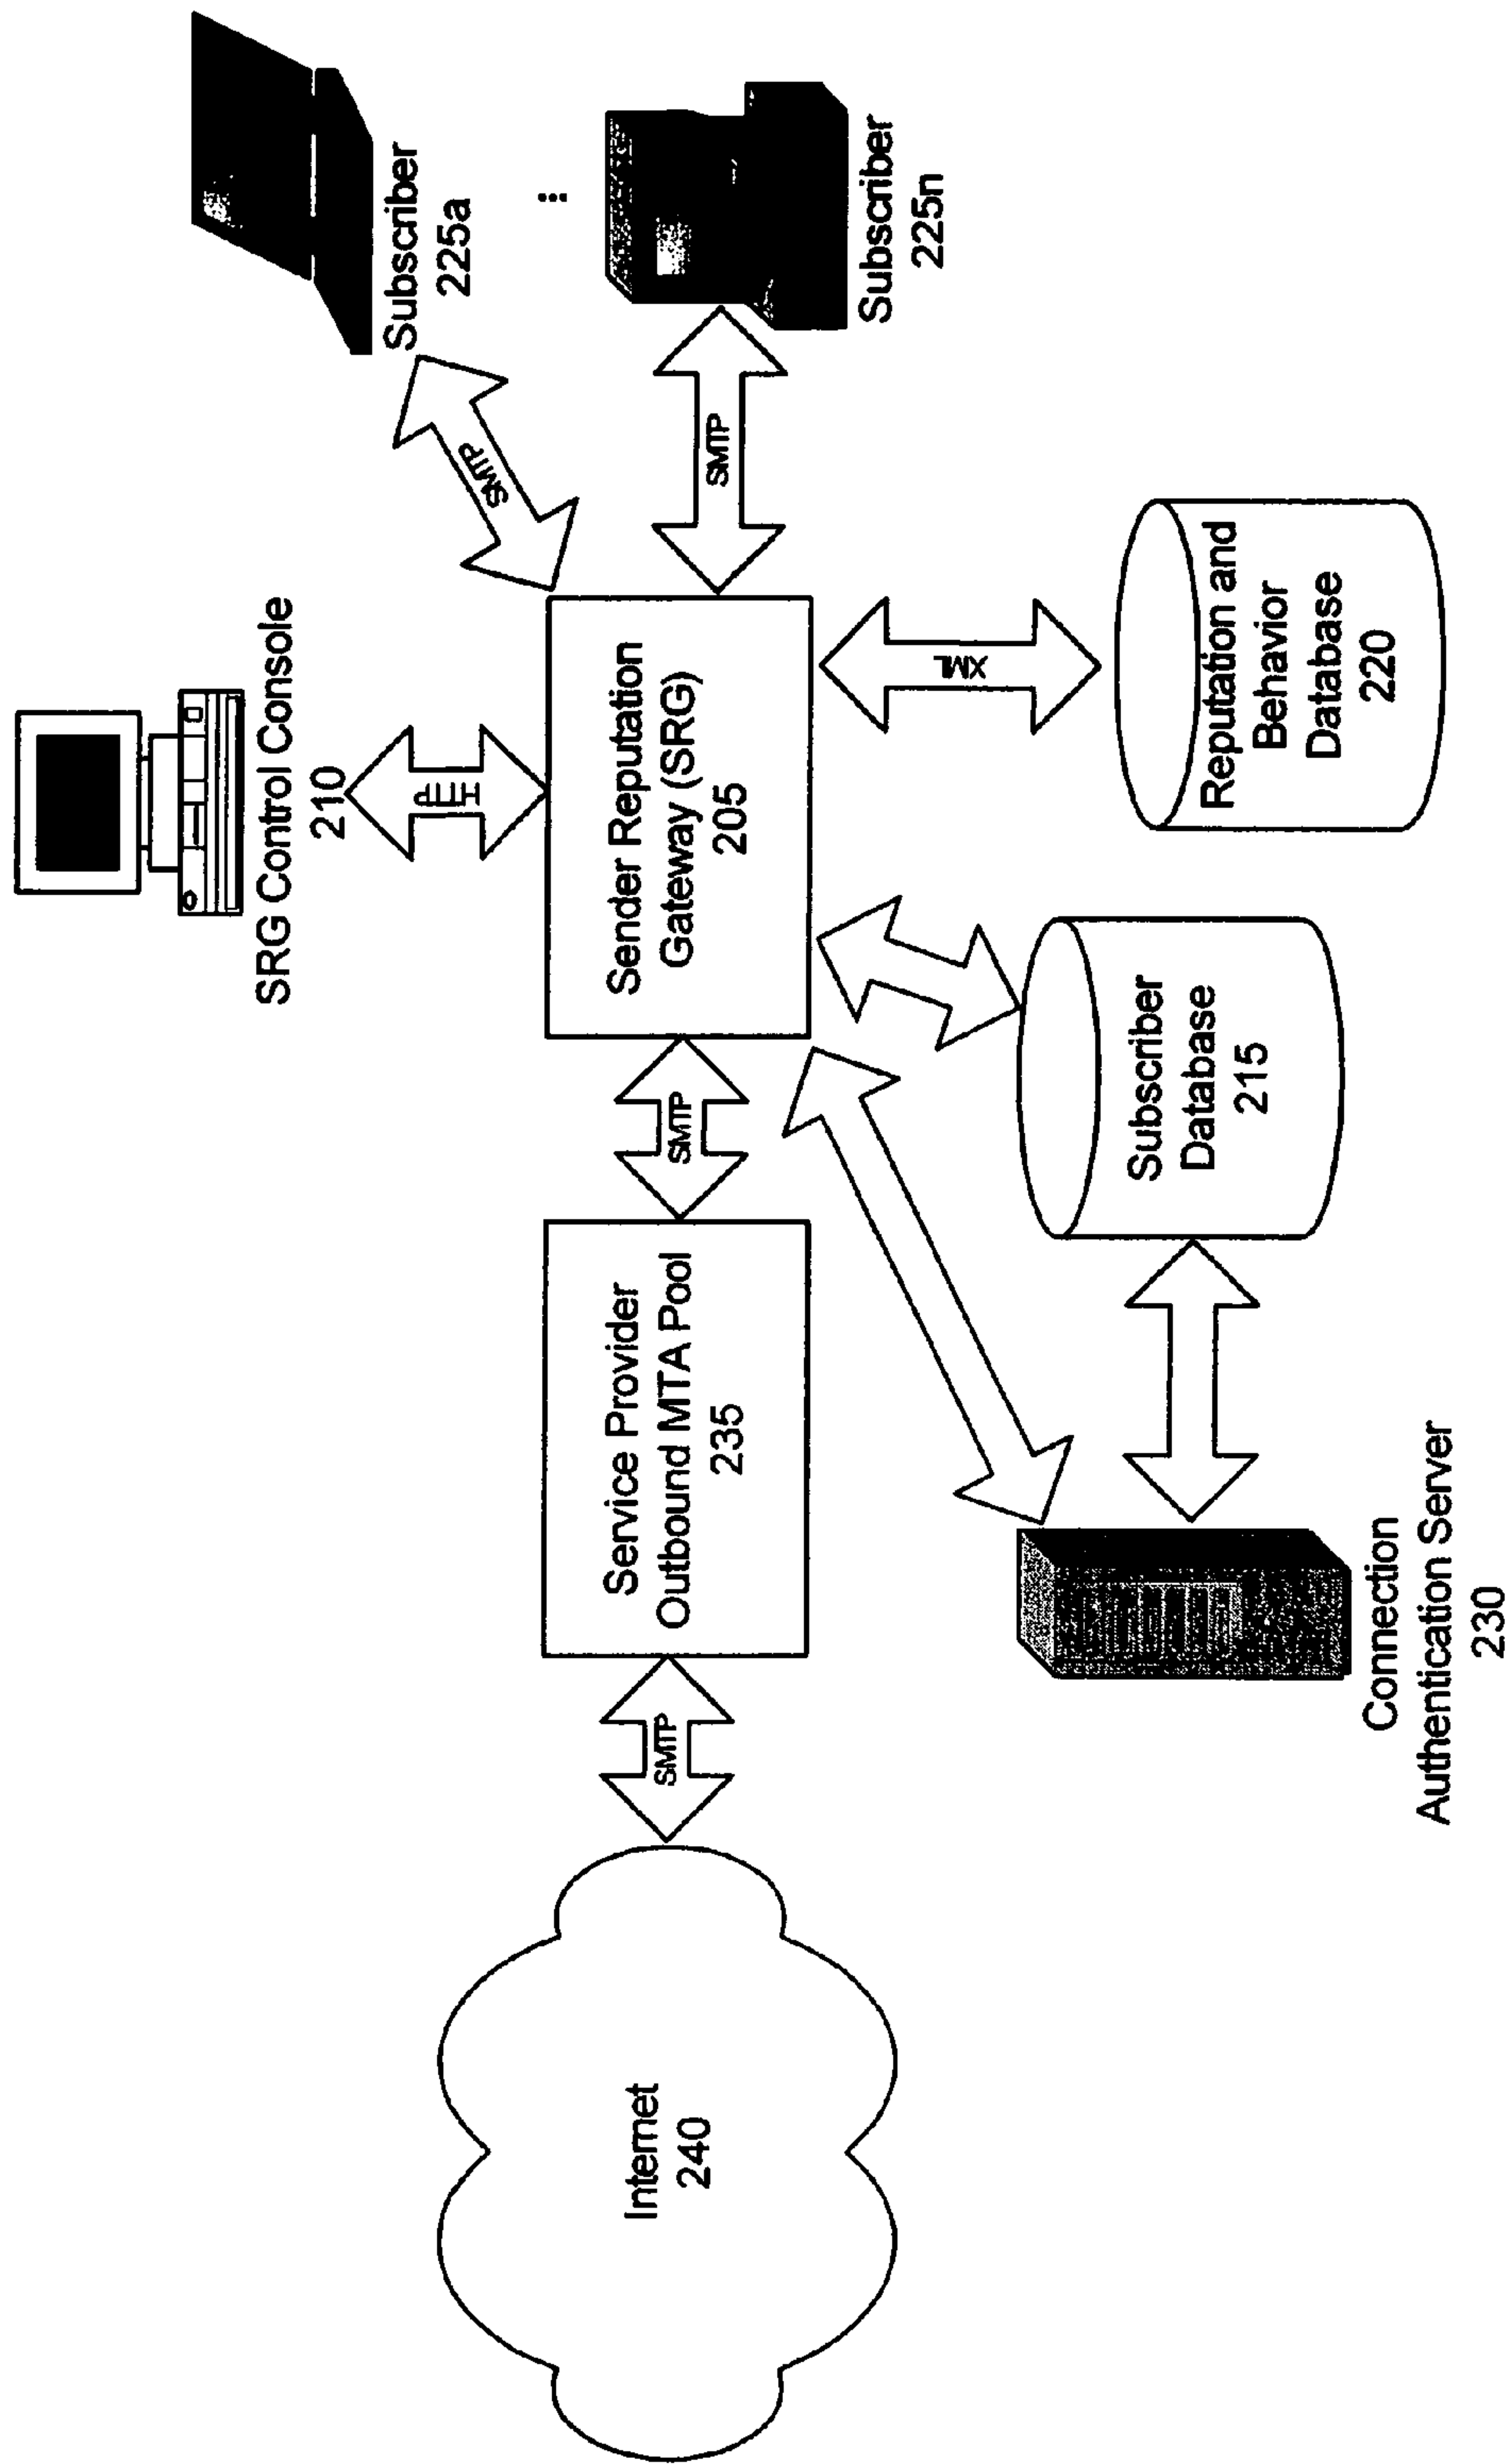 SRG Control Console
210
http
Subscriber
225a
SMTP
Internet
240
SMTP
Service Provider
Outbound MTA Pool
235
SMTP
Sender Reputation
Gateway (SRG)
205
SMTP
Subscriber
225n
XML
Connection
Authentication Server
230
Subscriber
Database
215
Reputation and
Behavior
Database
220